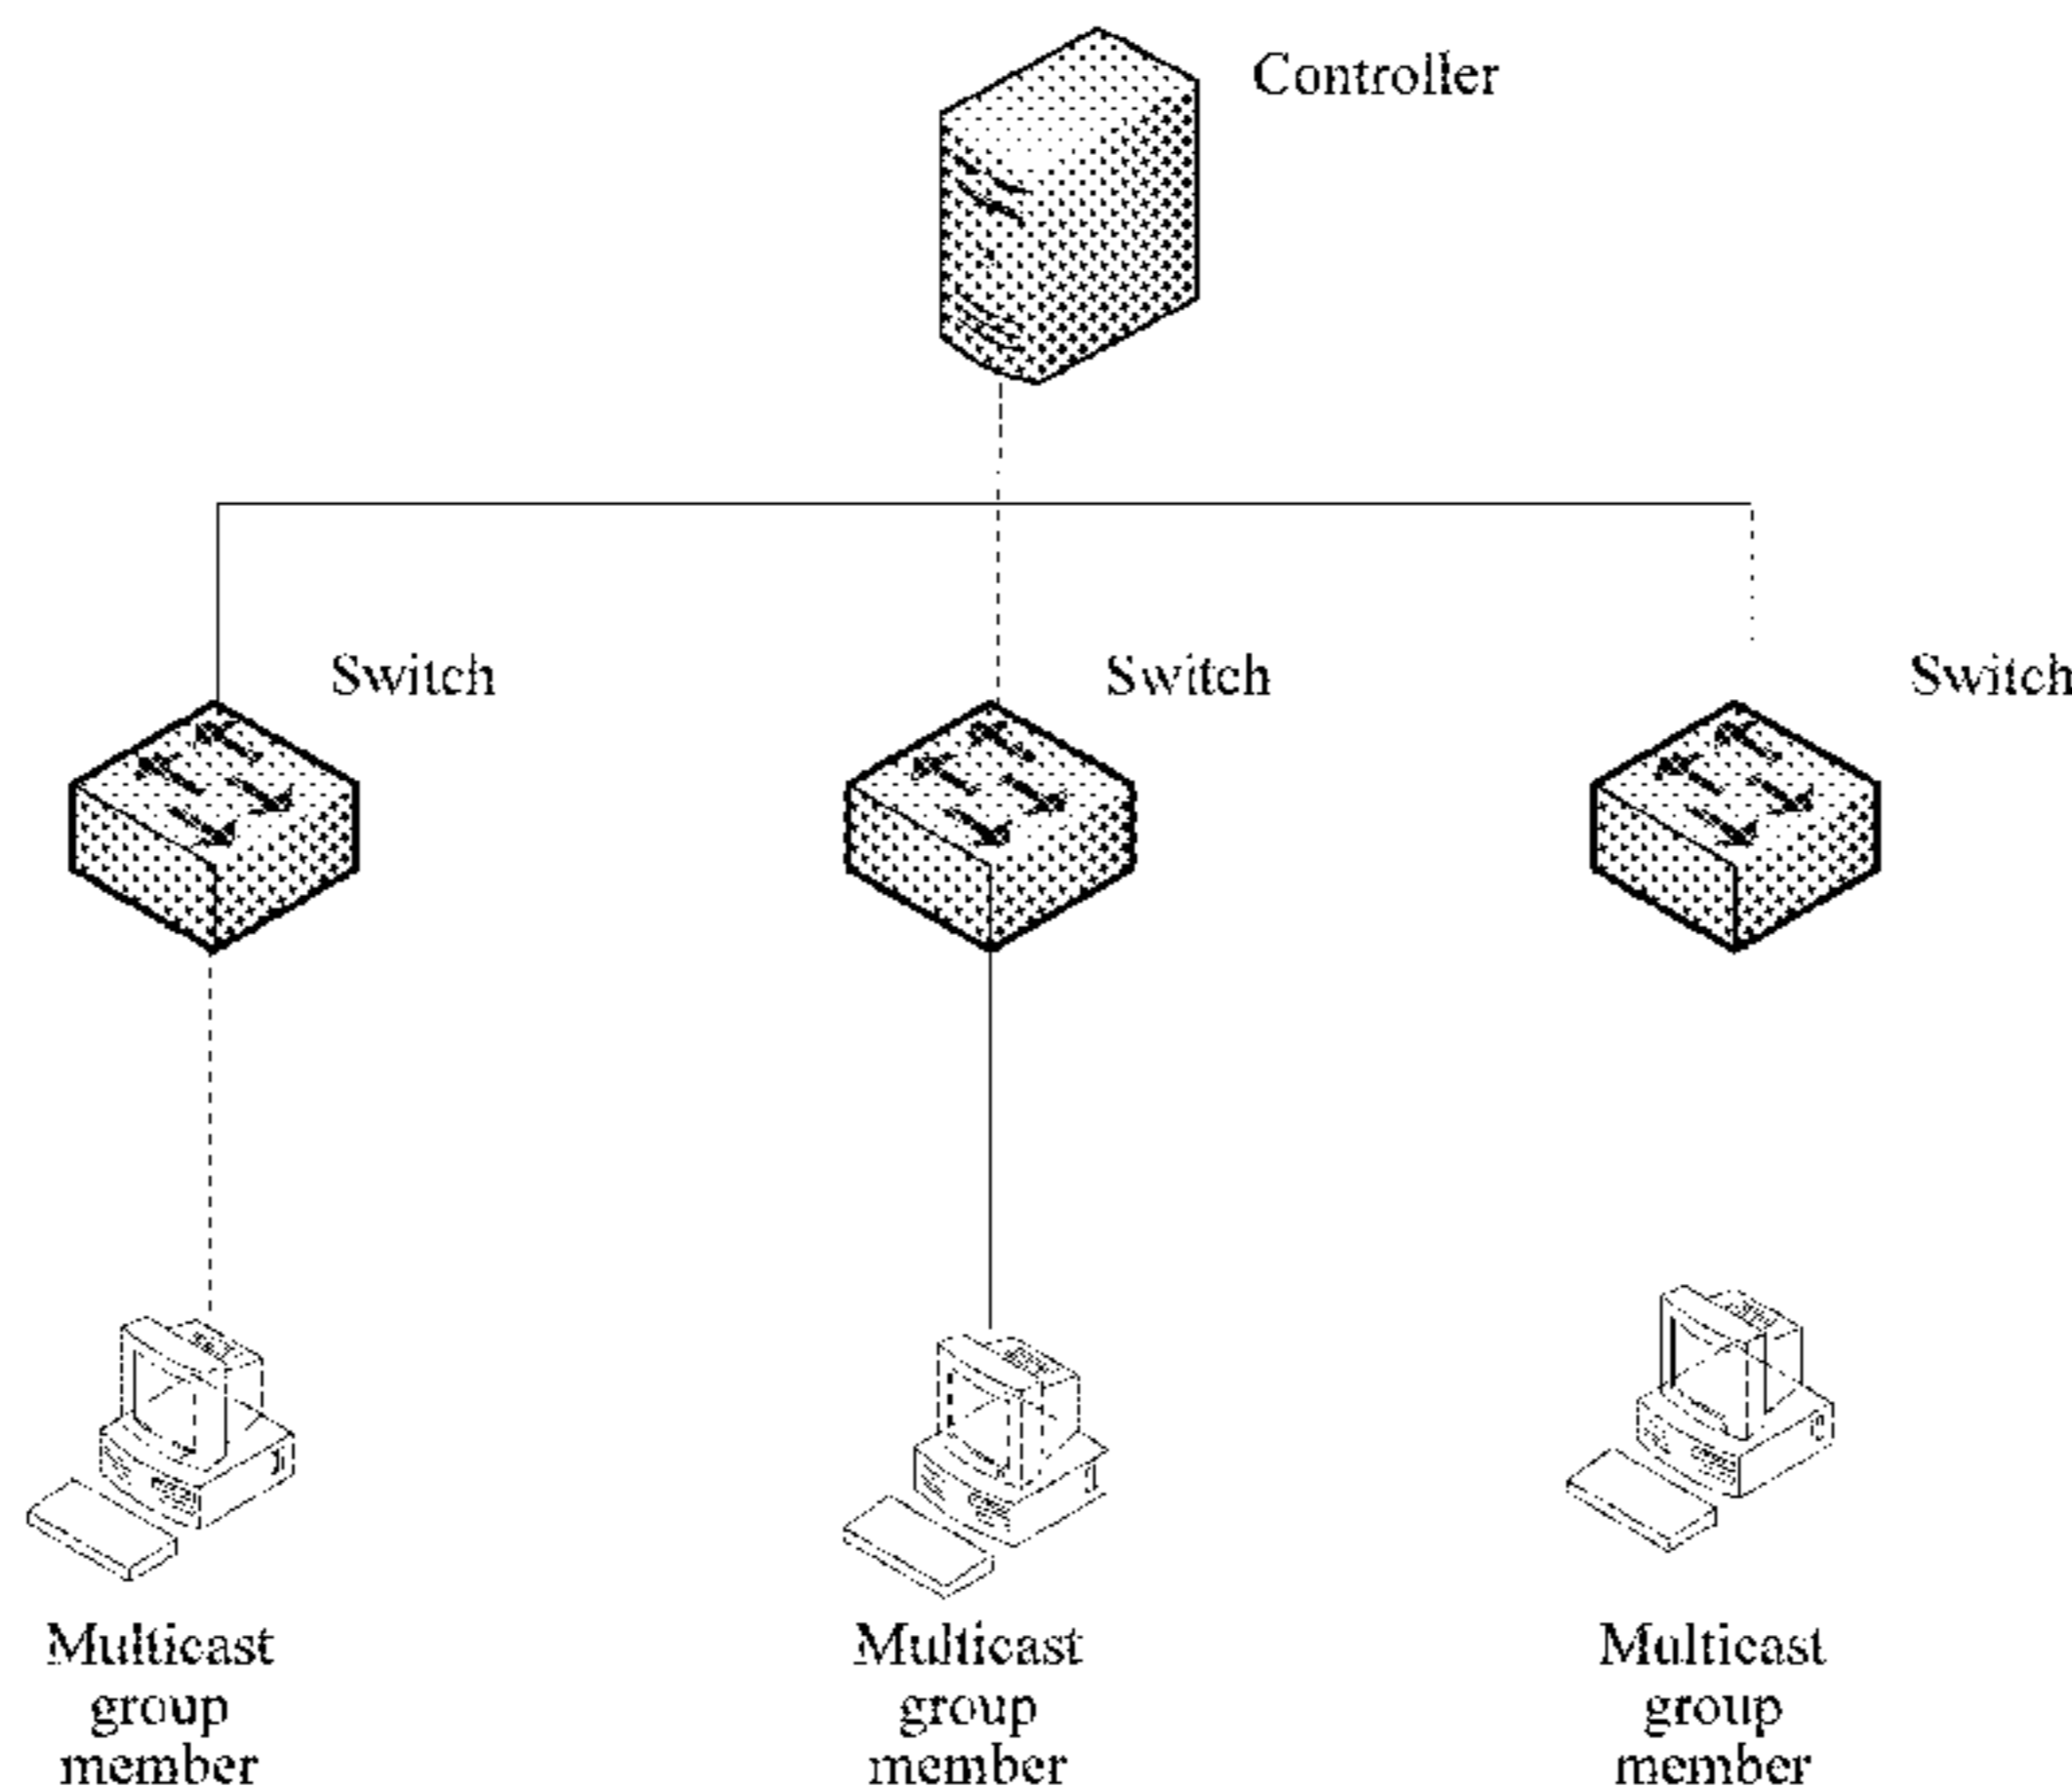 Controller
Switch
Switch
Switch
Multicast
group
member
Multicast
group
member
Multicast
group
member